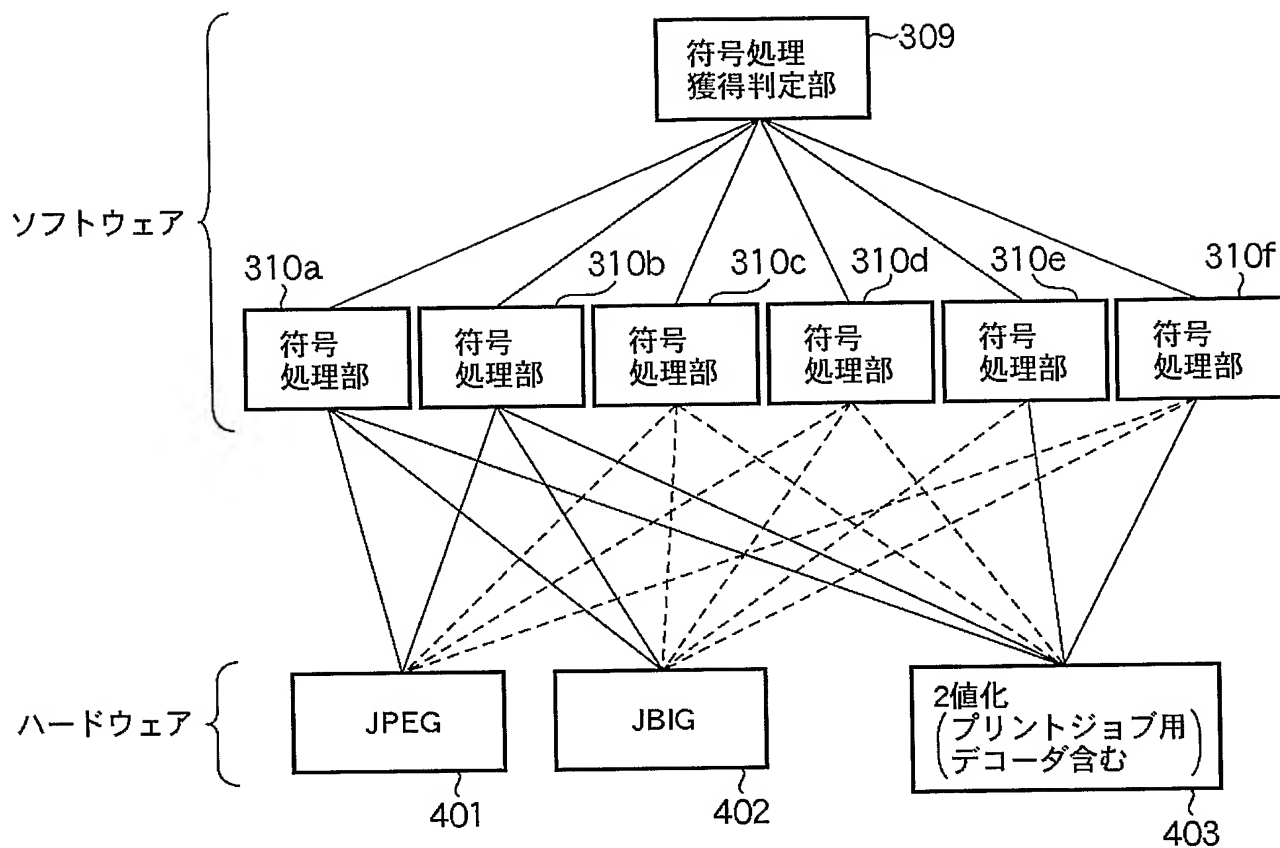 符号処理
獲得判定部
309
ソフトウェア
310a
310b
310c
310d
310e
310f
符号
処理部
符号
処理部
符号
処理部
符号
処理部
符号
処理部
符号
処理部
ハードウェア
JPEG
JBIG
2値化
(プリントジョブ用
デコーダ含む)
401
402
403